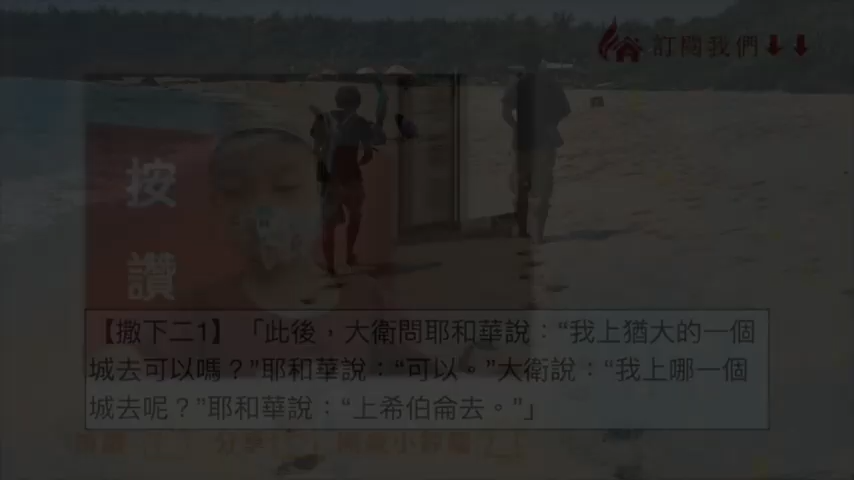 訂閱我們
按
讚
【撒下二1】「此後，大衛問耶和華說：“我上猶大的一個
城去可以嗎？”耶和華說：“可以。”大衛說：“我上哪一個
城去呢？”耶和華說：“上希伯侖去。”」